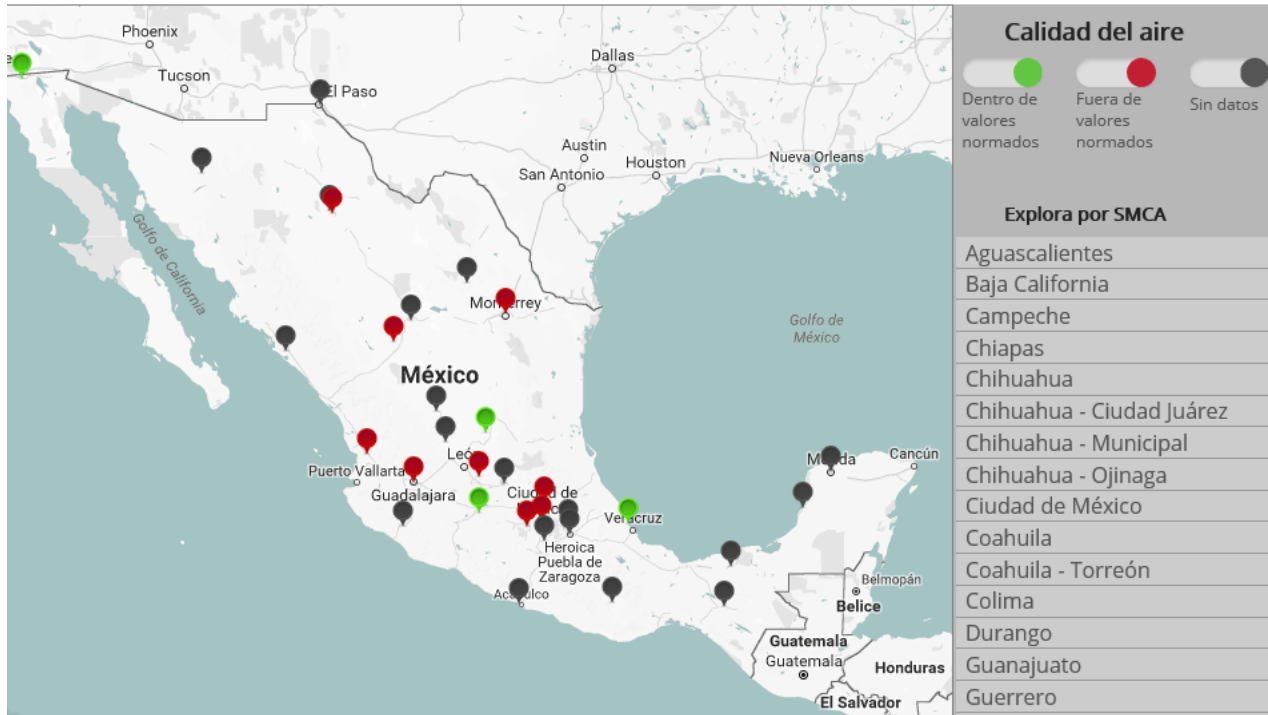 Phoenix
Tucson
El Paso
Dallas
Austin
Houston
San Antonio
Nueva Orleans
Golfo de California
Monterrey
Golfo de
México
México
León
Puerto Vallarta
Guadalajara
Ciudad de
México
Veracruz
Heroica
Puebla de
Zaragoza
Acapulco
Mérida
Cancún
Belmopán
Belice
Guatemala
Guatemala
Honduras
El Salvador
Calidad del aire
Dentro de
valores
normados
Fuera de
valores
normados
Sin datos
Explora por SMCA
Aguascalientes
Baja California
Campeche
Chiapas
Chihuahua
Chihuahua - Ciudad Juárez
Chihuahua - Municipal
Chihuahua - Ojinaga
Ciudad de México
Coahuila
Coahuila - Torreón
Colima
Durango
Guanajuato
Guerrero